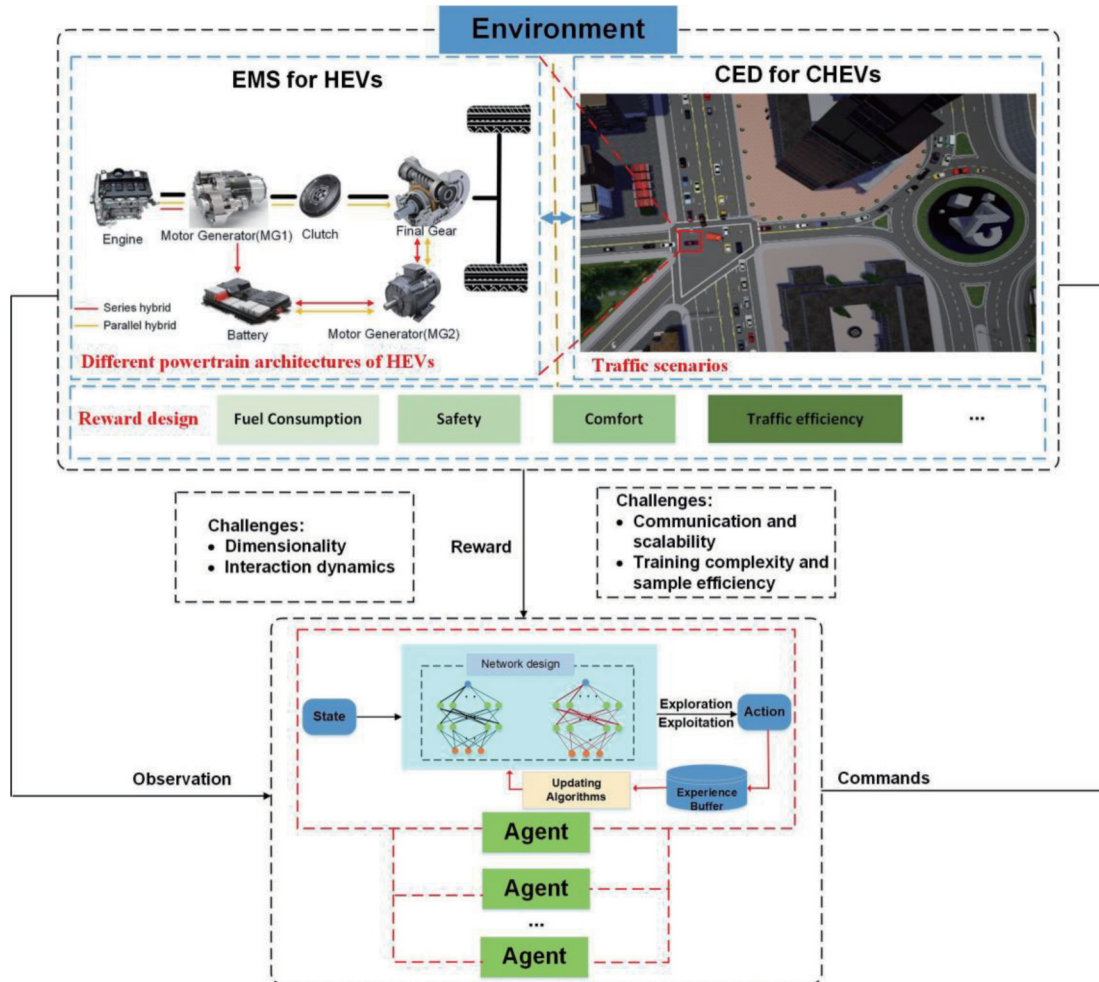 Environment
EMS for HEVs
CED for CHEVs
Engine
Motor Generator(MG1)
Clutch
Final Gear
Series hybrid
Parallel hybrid
Battery
Motor Generator(MG2)
Different powertrain architectures of HEVs
Traffic scenarios
Reward design
Fuel Consumption
Safety
Comfort
Traffic efficiency
...
Challenges:
• Dimensionality
• Interaction dynamics
Reward
Challenges:
• Communication and
scalability
• Training complexity and
sample efficiency
Network design
State
Exploration
Exploitation
Action
Updating
Algorithms
Experience
Buffer
Observation
Commands
Agent
Agent
...
Agent